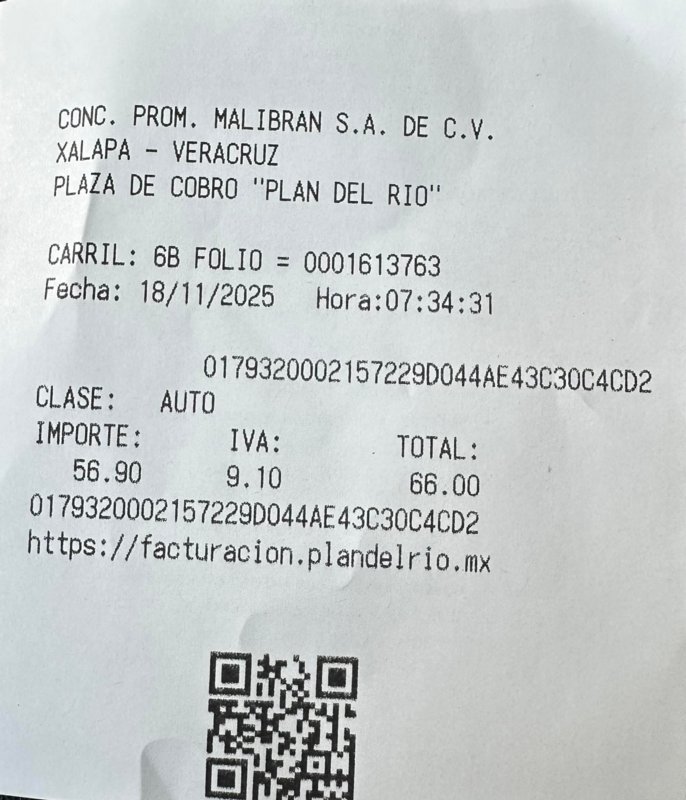 CONC. PROM. MALIBRAN S.A. DE C.V.
XALAPA - VERACRUZ
PLAZA DE COBRO "PLAN DEL RIO"
CARRIL: 6B FOLIO = 0001613763
Fecha: 18/11/2025 Hora:07:34:31
0179320002157229D044AE43C30C4CD2
CLASE: AUTO
IMPORTE: IVA: TOTAL:
56.90 9.10 66.00
0179320002157229D044AE43C30C4CD2
https://facturacion.plandelrio.mx